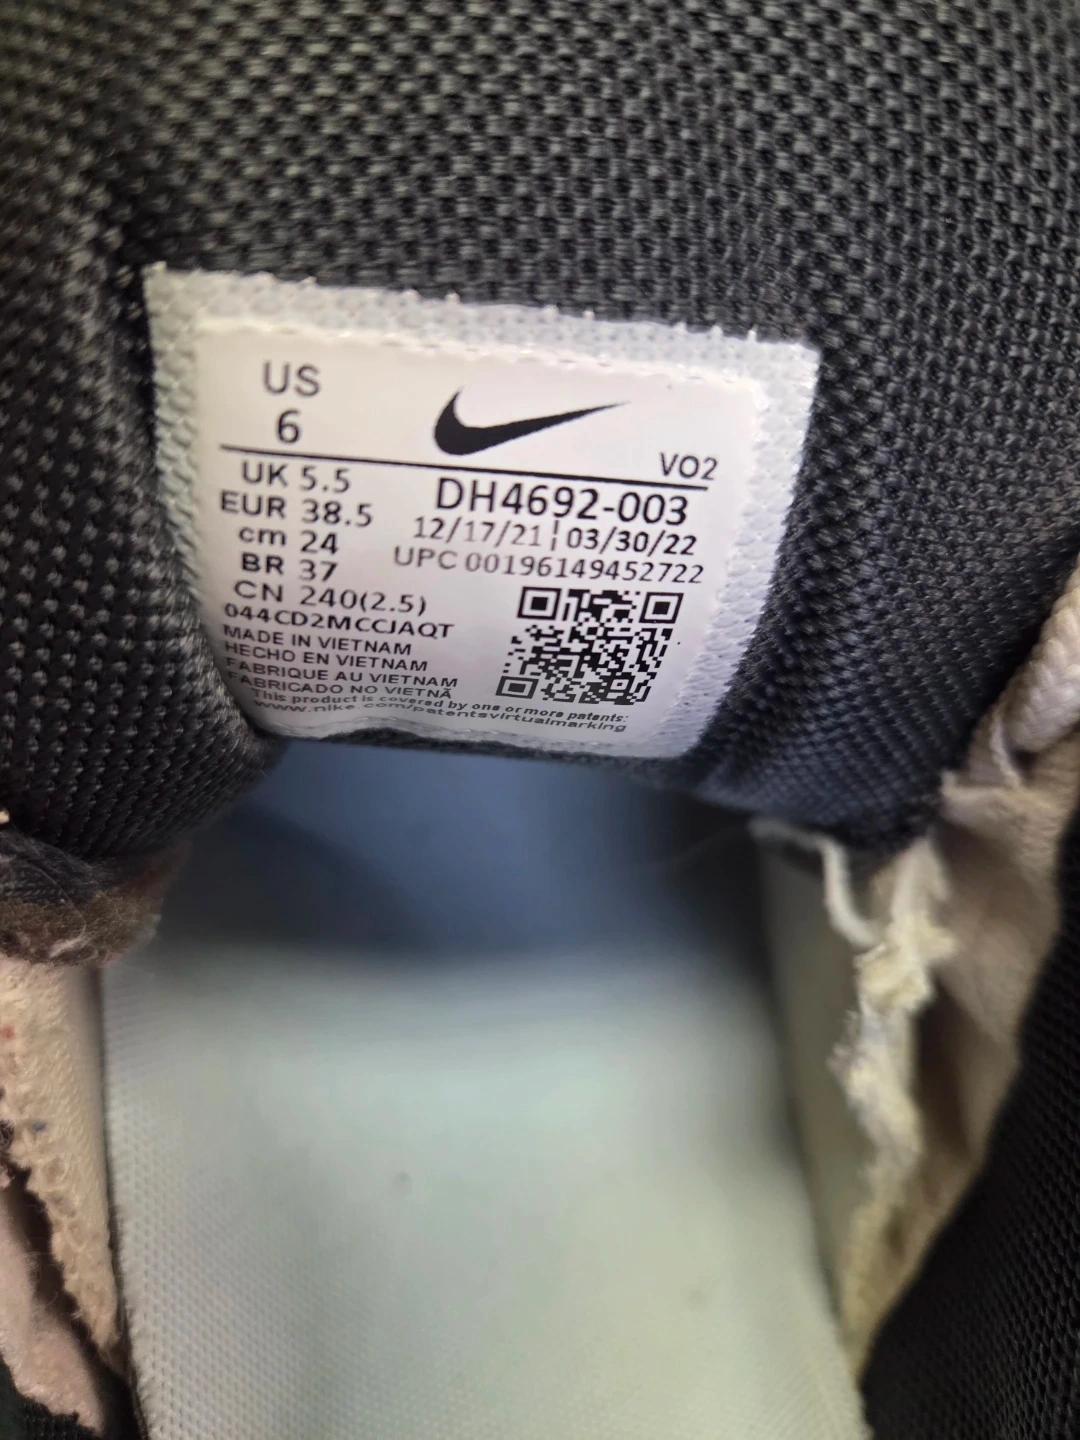 US
6
VO2
UK 5.5
EUR 38.5
cm 24
BR 37
CN 240(2.5)
DH4692-003
12/17/21¦03/30/22
UPC 00196149452722
044CD2MCCJAQT
MADE IN VIETNAM
HECHO EN VIETNAM
FABRIQUE AU VIETNAM
FABRICADO NO VIETNÃ
This product is covered by one or more patents:
www.nike.com/patentsvirtualmarking